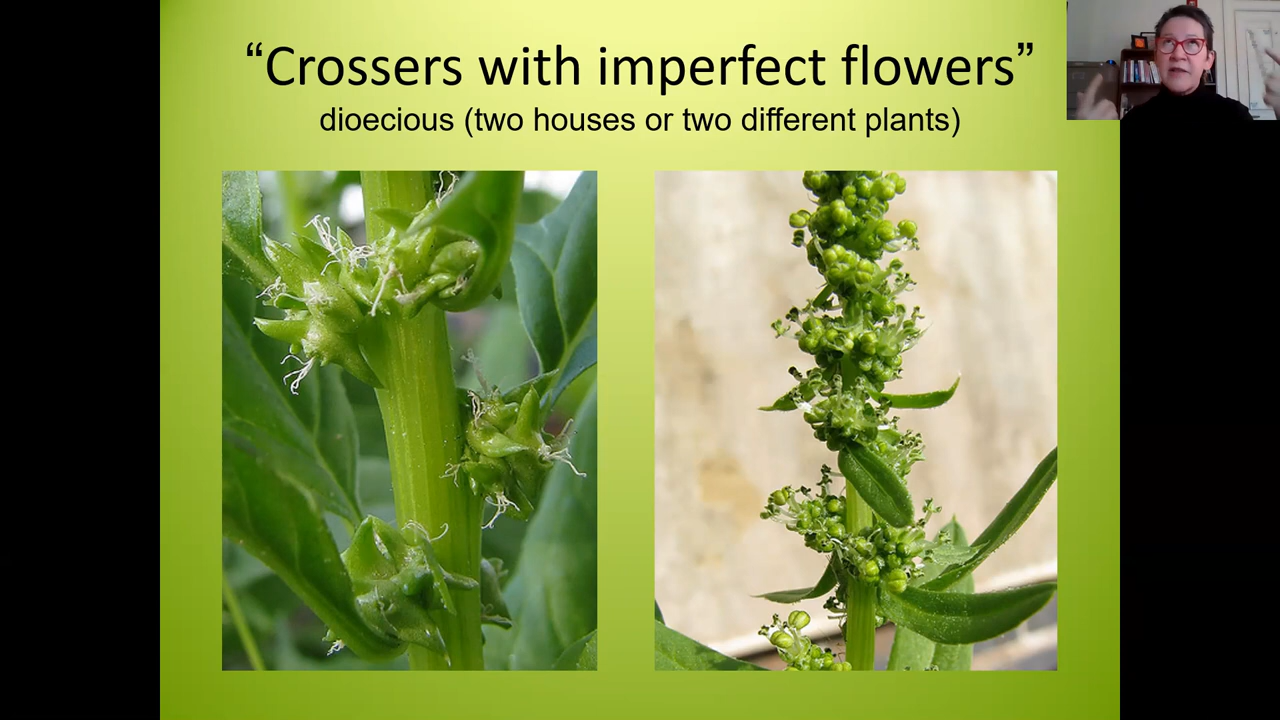 “Crossers with imperfect flowers”
dioecious (two houses or two different plants)